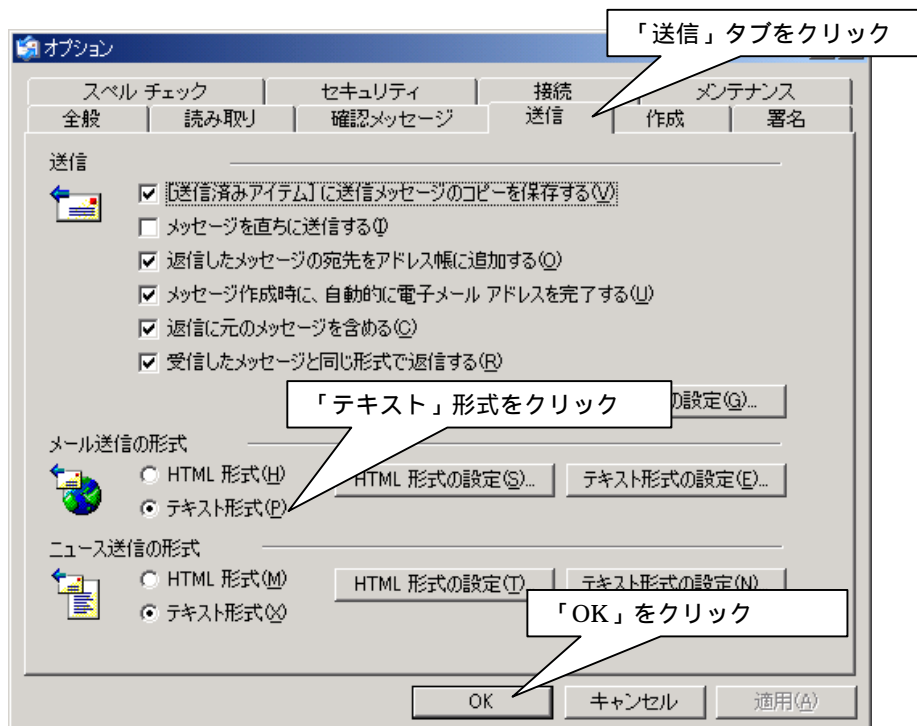 「送信」タブをクリック
オプション
スペル チェック セキュリティ 接続 メンテナンス
全般 読み取り 確認メッセージ 送信 作成 署名
送信
[送信済みアイテム] に送信メッセージのコピーを保存する(V)
メッセージを直ちに送信する(I)
返信したメッセージの宛先をアドレス帳に追加する(O)
メッセージ作成時に、自動的に電子メール アドレスを完了する(U)
返信に元のメッセージを含める(C)
受信したメッセージと同じ形式で返信する(R)
「テキスト」形式をクリック
の設定(G)...
メール送信の形式
HTML 形式(H) HTML 形式の設定(S)... テキスト形式の設定(E)...
テキスト形式(P)
ニュース送信の形式
HTML 形式(M) HTML 形式の設定(T)... テキスト形式の設定(N)...
テキスト形式(X)
「OK」をクリック
OK キャンセル 適用(A)